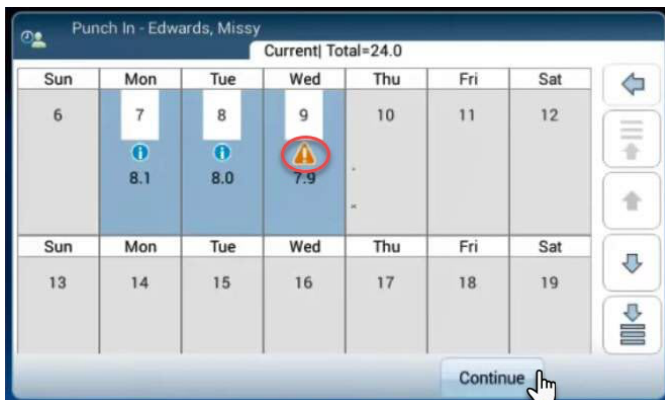 Punch In - Edwards, Missy
Current| Total=24.0
Sun Mon Tue Wed Thu Fri Sat
6 7 8 9 10 11 12
8.1 8.0 7.9
Sun Mon Tue Wed Thu Fri Sat
13 14 15 16 17 18 19
Continue